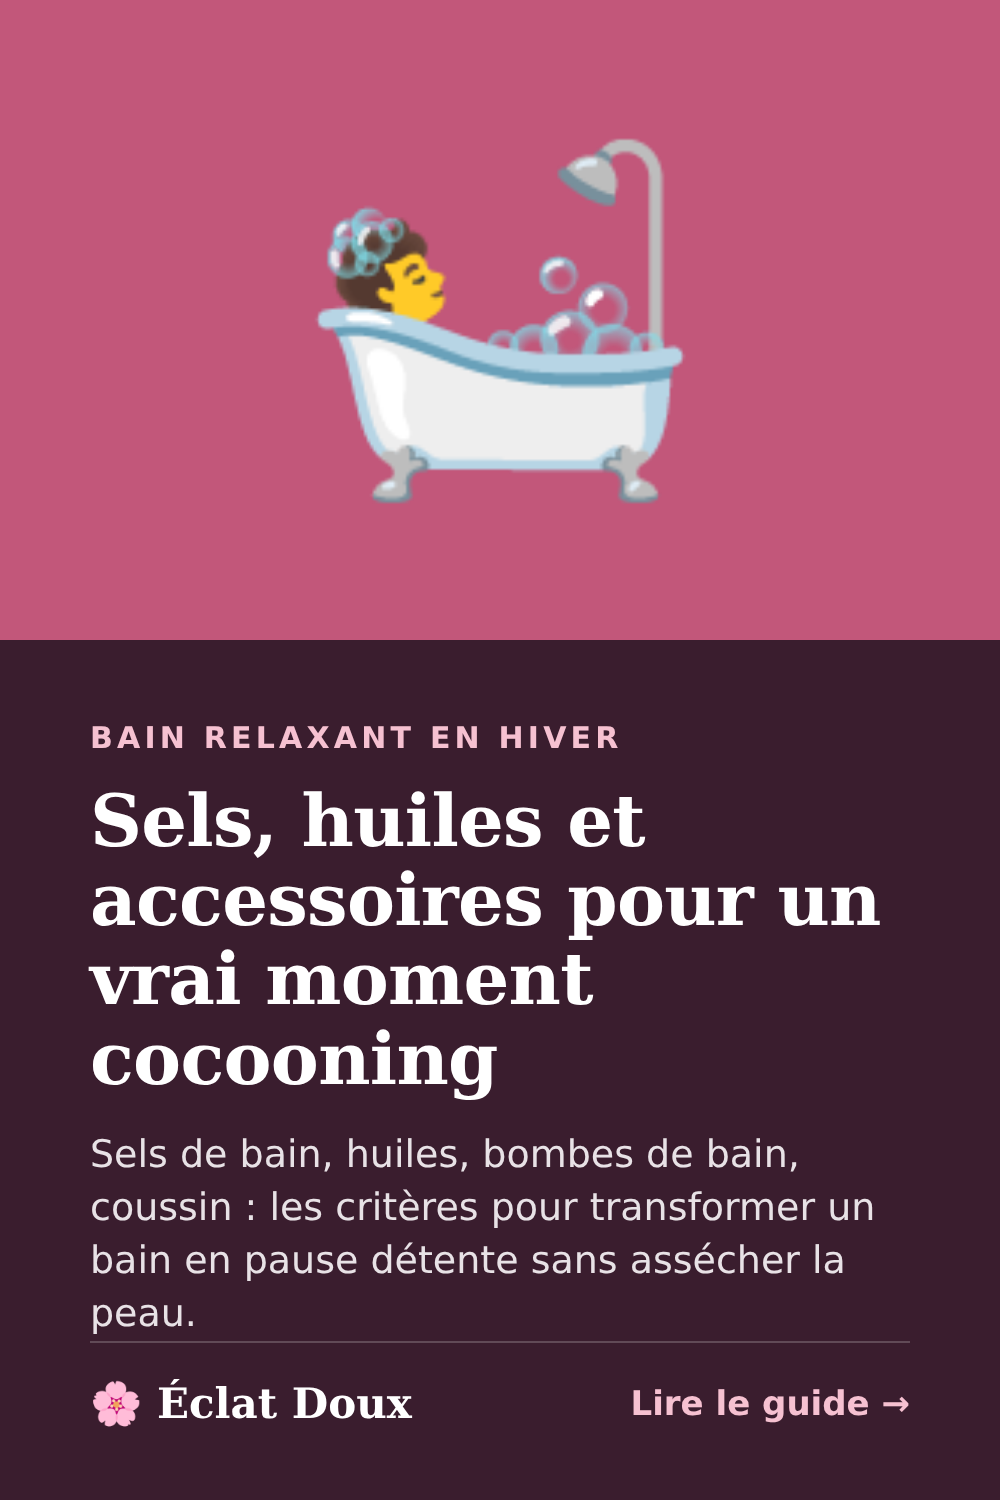 BAIN RELAXANT EN HIVER
Sels, huiles et
accessoires pour un
vrai moment
cocooning
Sels de bain, huiles, bombes de bain,
coussin : les critères pour transformer un
bain en pause détente sans assécher la
peau.
Éclat Doux
Lire le guide →